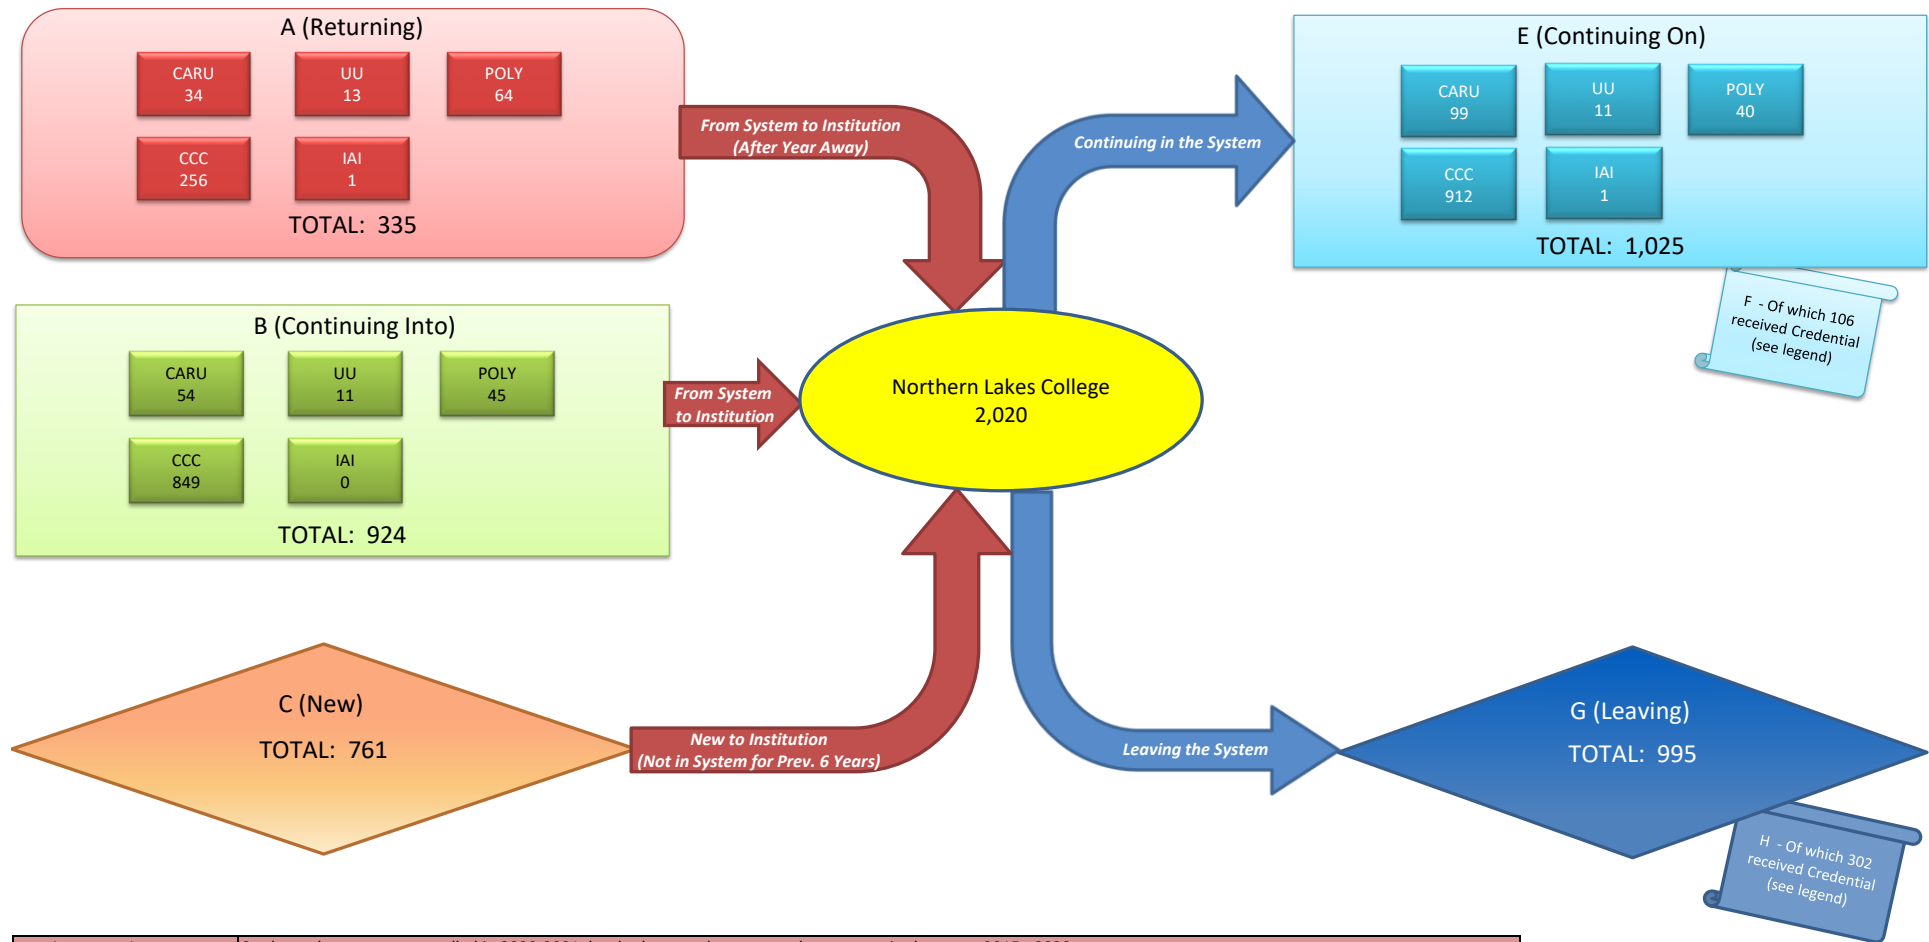 A (Returning)
CARU
34
UU
13
POLY
64
CCC
256
IAI
1
TOTAL: 335
From System to Institution
(After Year Away)
Continuing in the System
E (Continuing On)
CARU
99
UU
11
POLY
40
CCC
912
IAI
1
TOTAL: 1,025
F - Of which 106
received Credential
(see legend)
B (Continuing Into)
CARU
54
UU
11
POLY
45
CCC
849
IAI
0
TOTAL: 924
From System
to Institution
Northern Lakes College
2,020
C (New)
TOTAL: 761
New to Institution
(Not in System for Prev. 6 Years)
Leaving the System
G (Leaving)
TOTAL: 995
H - Of which 302
received Credential
(see legend)